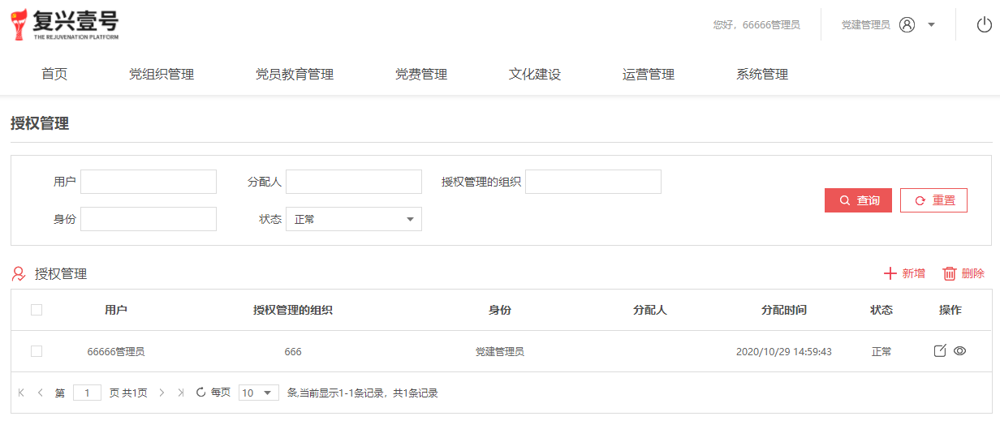 复兴壹号
THE REJUVENATION PLATFORM
您好，66666管理员
党建管理员
首页 党组织管理 党员教育管理 党费管理 文化建设 运营管理 系统管理
授权管理
用户 分配人 授权管理的组织
查询 重置
身份 状态 正常
授权管理 新增 删除
用户 授权管理的组织 身份 分配人 分配时间 状态 操作
66666管理员 666 党建管理员 2020/10/29 14:59:43 正常
第 1 页 共1页 每页 10 条,当前显示1-1条记录，共1条记录